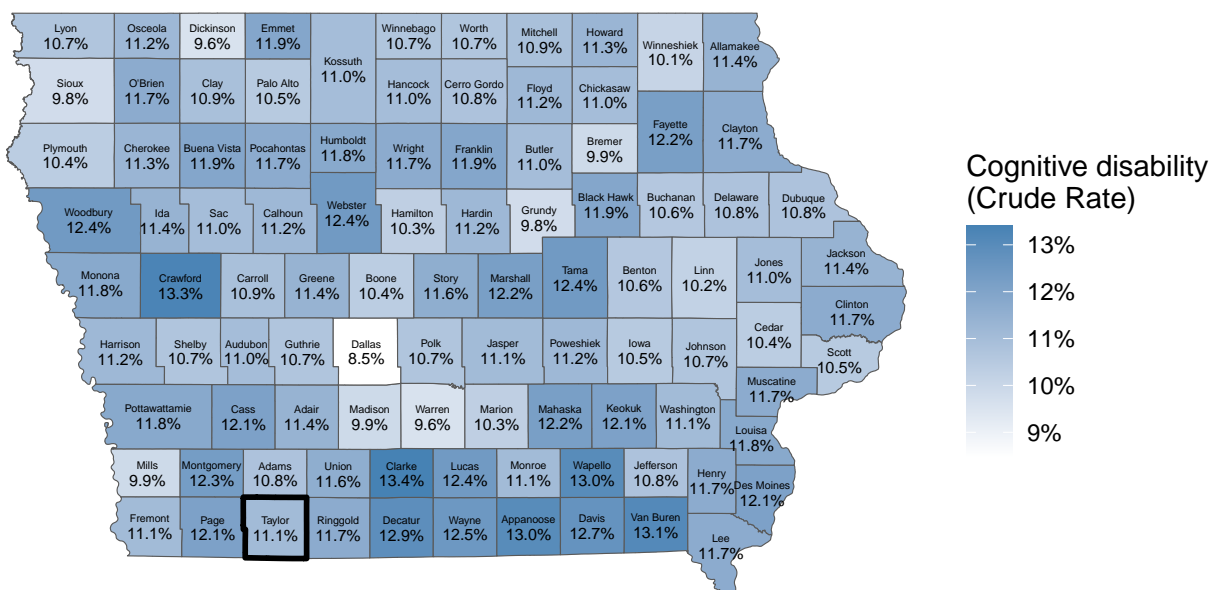 Lyon
10.7%
Osceola
11.2%
Dickinson
9.6%
Emmet
11.9%
Kossuth
11.0%
Winnebago
10.7%
Worth
10.7%
Mitchell
10.9%
Howard
11.3%
Winneshiek
10.1%
Allamakee
11.4%
Sioux
9.8%
O'Brien
11.7%
Clay
10.9%
Palo Alto
10.5%
Hancock
11.0%
Cerro Gordo
10.8%
Floyd
11.2%
Chickasaw
11.0%
Fayette
12.2%
Clayton
11.7%
Plymouth
10.4%
Cherokee
11.3%
Buena Vista
11.9%
Pocahontas
11.7%
Humboldt
11.8%
Wright
11.7%
Franklin
11.9%
Butler
11.0%
Bremer
9.9%
Woodbury
12.4%
Ida
11.4%
Sac
11.0%
Calhoun
11.2%
Webster
12.4%
Hamilton
10.3%
Hardin
11.2%
Grundy
9.8%
Black Hawk
11.9%
Buchanan
10.6%
Delaware
10.8%
Dubuque
10.8%
Monona
11.8%
Crawford
13.3%
Carroll
10.9%
Greene
11.4%
Boone
10.4%
Story
11.6%
Marshall
12.2%
Tama
12.4%
Benton
10.6%
Linn
10.2%
Jones
11.0%
Jackson
11.4%
Clinton
11.7%
Harrison
11.2%
Shelby
10.7%
Audubon
11.0%
Guthrie
10.7%
Dallas
8.5%
Polk
10.7%
Jasper
11.1%
Poweshiek
11.2%
Iowa
10.5%
Johnson
10.7%
Cedar
10.4%
Scott
10.5%
Muscatine
11.7%
Pottawattamie
11.8%
Cass
12.1%
Adair
11.4%
Madison
9.9%
Warren
9.6%
Marion
10.3%
Mahaska
12.2%
Keokuk
12.1%
Washington
11.1%
Louisa
11.8%
Mills
9.9%
Montgomery
12.3%
Adams
10.8%
Union
11.6%
Clarke
13.4%
Lucas
12.4%
Monroe
11.1%
Wapello
13.0%
Jefferson
10.8%
Henry
11.7%
Des Moines
12.1%
Fremont
11.1%
Page
12.1%
Taylor
11.1%
Ringgold
11.7%
Decatur
12.9%
Wayne
12.5%
Appanoose
13.0%
Davis
12.7%
Van Buren
13.1%
Lee
11.7%
Cognitive disability
(Crude Rate)
13%
12%
11%
10%
9%